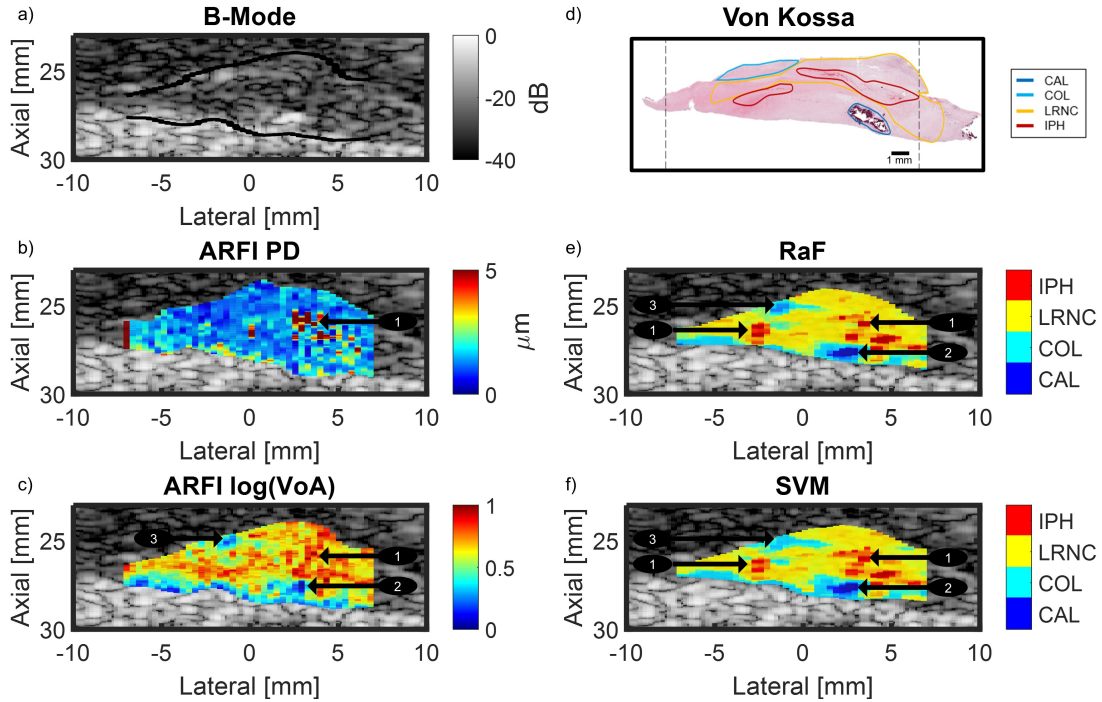 a)
B-Mode
Axial [mm]
25
30
-10
-5
0
5
10
Lateral [mm]
0
-20
-40
dB
d)
Von Kossa
1 mm
CAL
COL
LRNC
IPH
b)
ARFI PD
Axial [mm]
25
30
-10
-5
0
5
10
Lateral [mm]
1
5
0
μm
e)
RaF
Axial [mm]
25
30
-10
-5
0
5
10
Lateral [mm]
3
1
1
2
IPH
LRNC
COL
CAL
c)
ARFI log(VoA)
Axial [mm]
25
30
-10
-5
0
5
10
Lateral [mm]
3
1
2
1
0
f)
SVM
Axial [mm]
25
30
-10
-5
0
5
10
Lateral [mm]
3
1
1
2
IPH
LRNC
COL
CAL